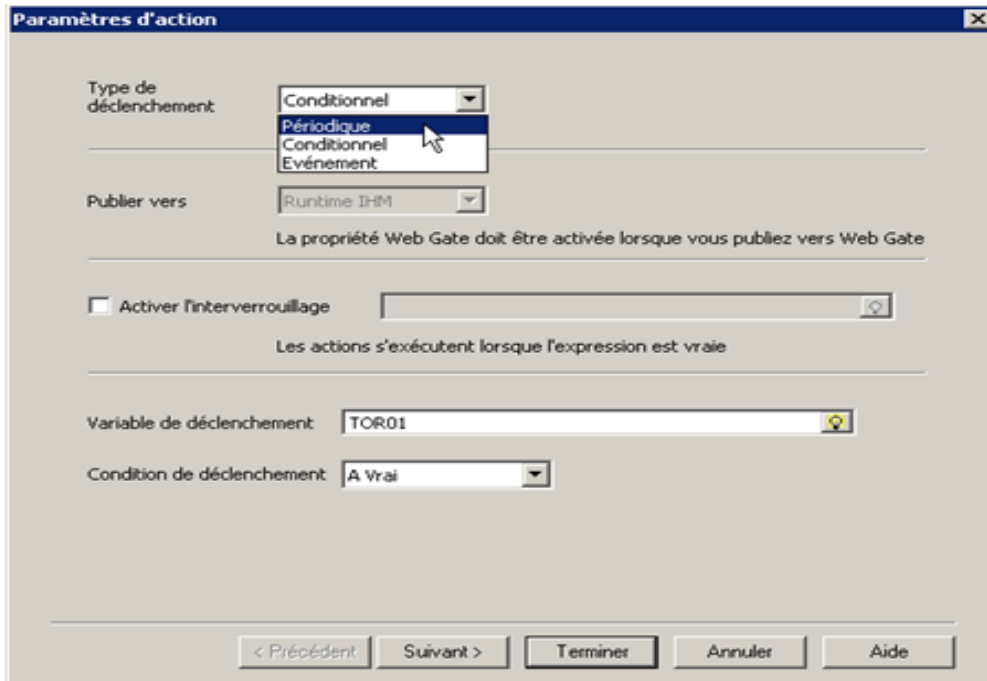 Paramètres d'action
Type de
déclenchement
Conditionnel
Périodique
Conditionnel
Evénement
Publier vers
Runtime IHM
La propriété Web Gate doit être activée lorsque vous publiez vers Web Gate
Activer l'interverrouillage
Les actions s'exécutent lorsque l'expression est vraie
Variable de déclenchement
TOR01
Condition de déclenchement
A Vrai
< Précédent
Suivant >
Terminer
Annuler
Aide